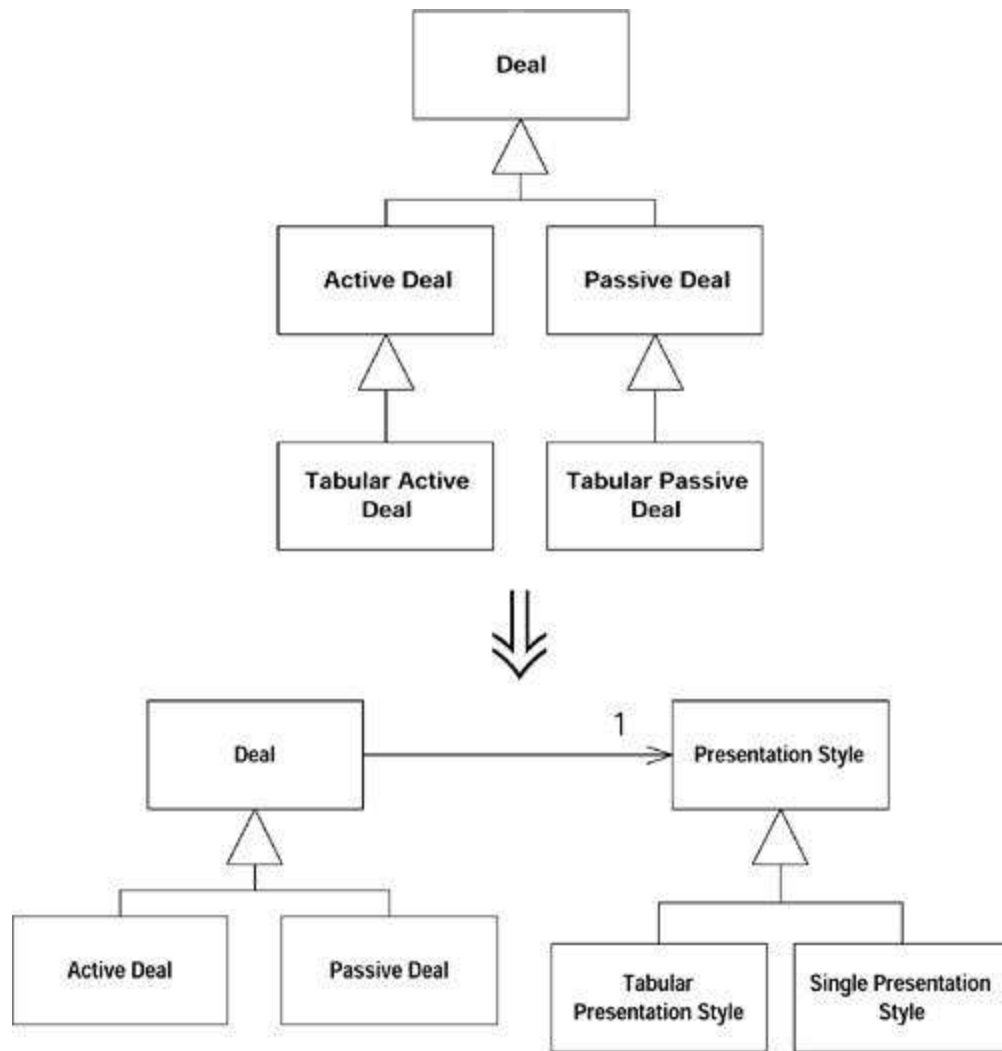 Deal
Active Deal
Passive Deal
Tabular Active
Deal
Tabular Passive
Deal
Deal
1
Presentation Style
Active Deal
Passive Deal
Tabular
Presentation Style
Single Presentation
Style